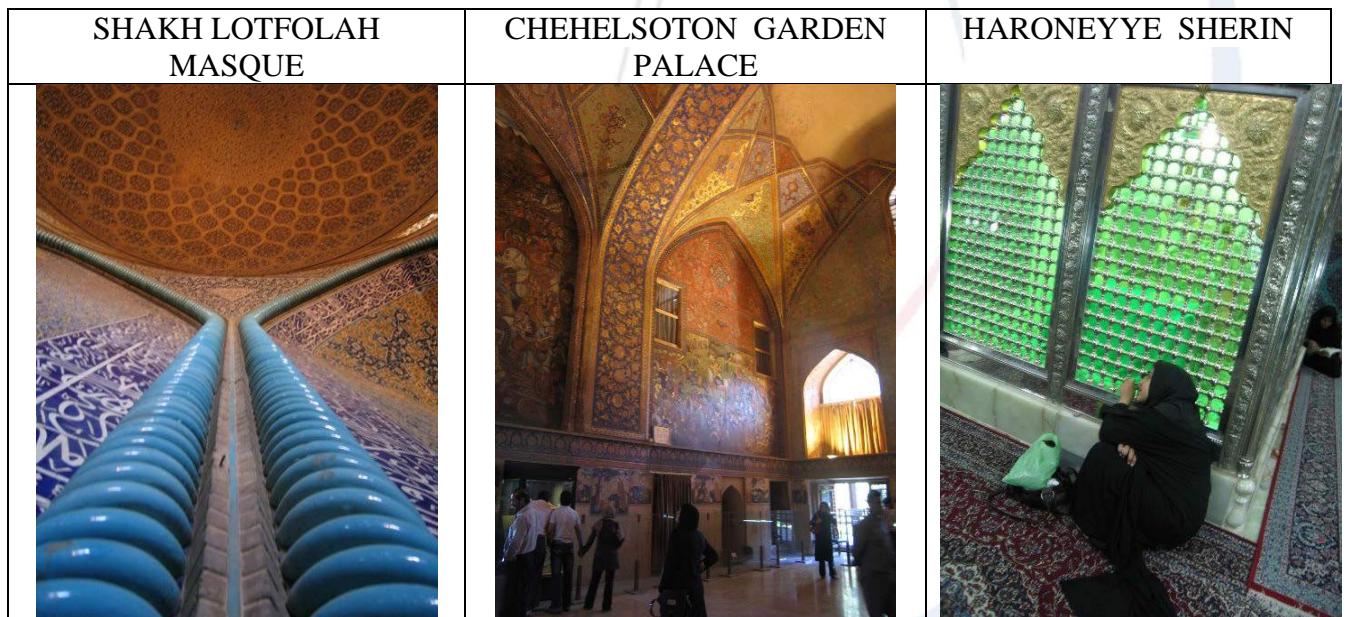 SHAKH LOTFOLAH
MASQUE
CHEHELSOTON GARDEN
PALACE
HARONEYYE SHERIN